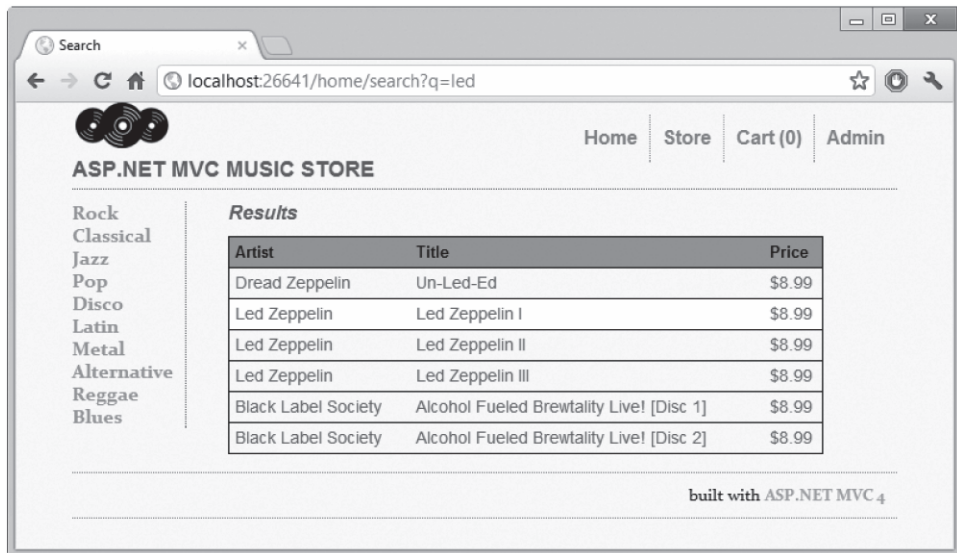 Search
localhost:26641/home/search?q=led
Home Store Cart (0) Admin
ASP.NET MVC MUSIC STORE
Rock
Classical
Jazz
Pop
Disco
Latin
Metal
Alternative
Reggae
Blues
Results
Artist Title Price
Dread Zeppelin Un-Led-Ed $8.99
Led Zeppelin Led Zeppelin I $8.99
Led Zeppelin Led Zeppelin II $8.99
Led Zeppelin Led Zeppelin III $8.99
Black Label Society Alcohol Fueled Brewtality Live! [Disc 1] $8.99
Black Label Society Alcohol Fueled Brewtality Live! [Disc 2] $8.99
built with ASP.NET MVC 4